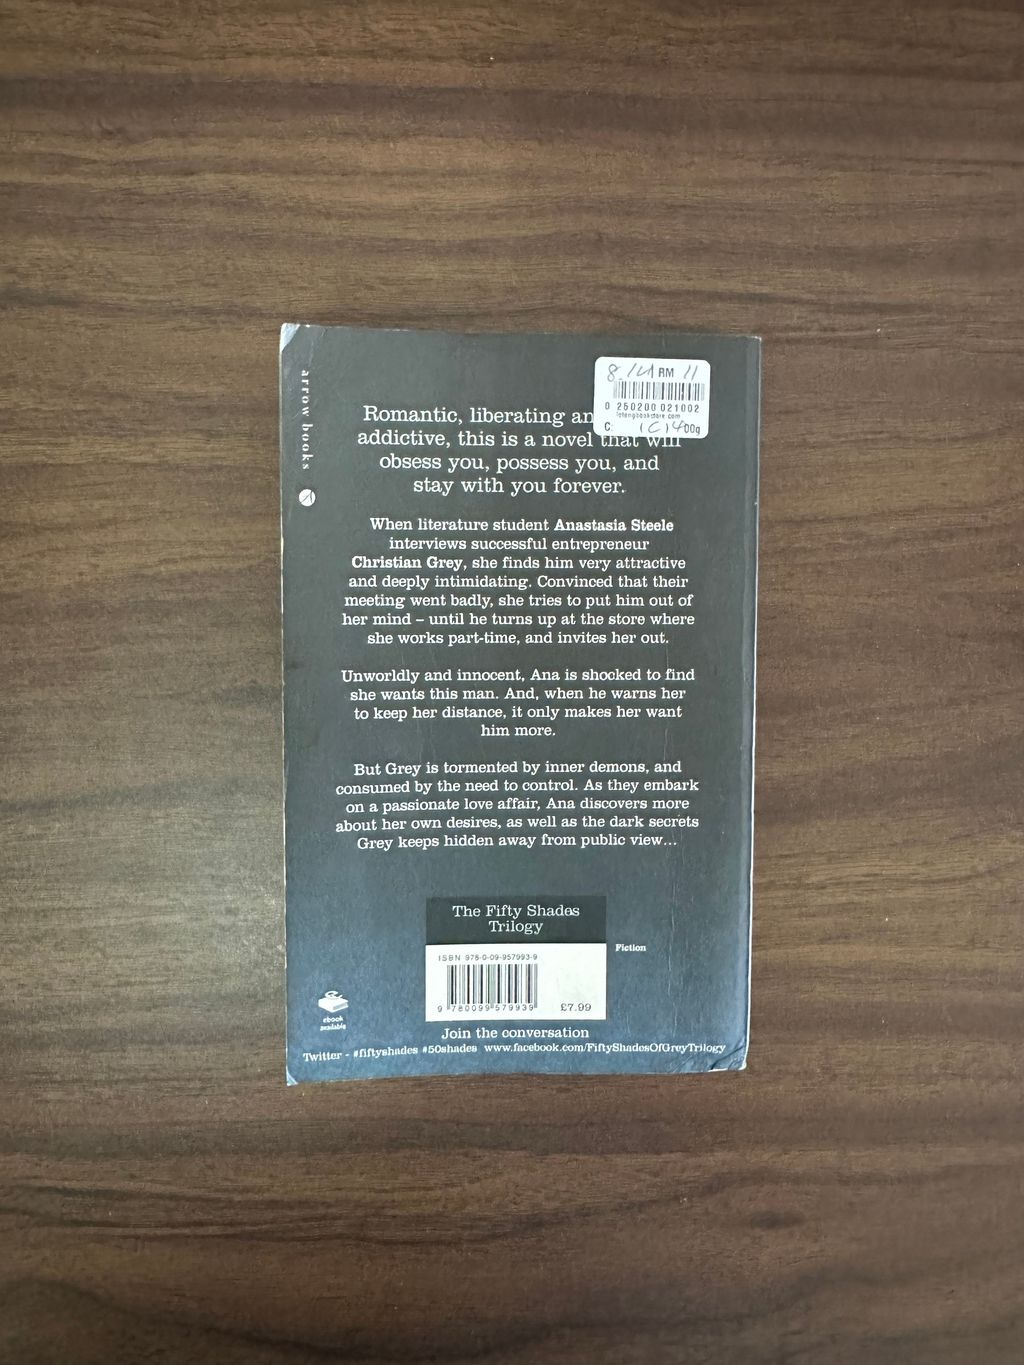 arrow books
8. RM 11
0 250200 021002
C: (C) 400g
Romantic, liberating an
addictive, this is a novel that will
obsess you, possess you, and
stay with you forever.
When literature student Anastasia Steele
interviews successful entrepreneur
Christian Grey, she finds him very attractive
and deeply intimidating. Convinced that their
meeting went badly, she tries to put him out of
her mind – until he turns up at the store where
she works part-time, and invites her out.
Unworldly and innocent, Ana is shocked to find
she wants this man. And, when he warns her
to keep her distance, it only makes her want
him more.
But Grey is tormented by inner demons, and
consumed by the need to control. As they embark
on a passionate love affair, Ana discovers more
about her own desires, as well as the dark secrets
Grey keeps hidden away from public view...
The Fifty Shades
Trilogy
Fiction
ISBN 978-0-09-957993-9
9 780099 579939
£7.99
ebook
available
Join the conversation
Twitter - #fiftyshades #50shades www.facebook.com/FiftyShadesOfGreyTrilogy